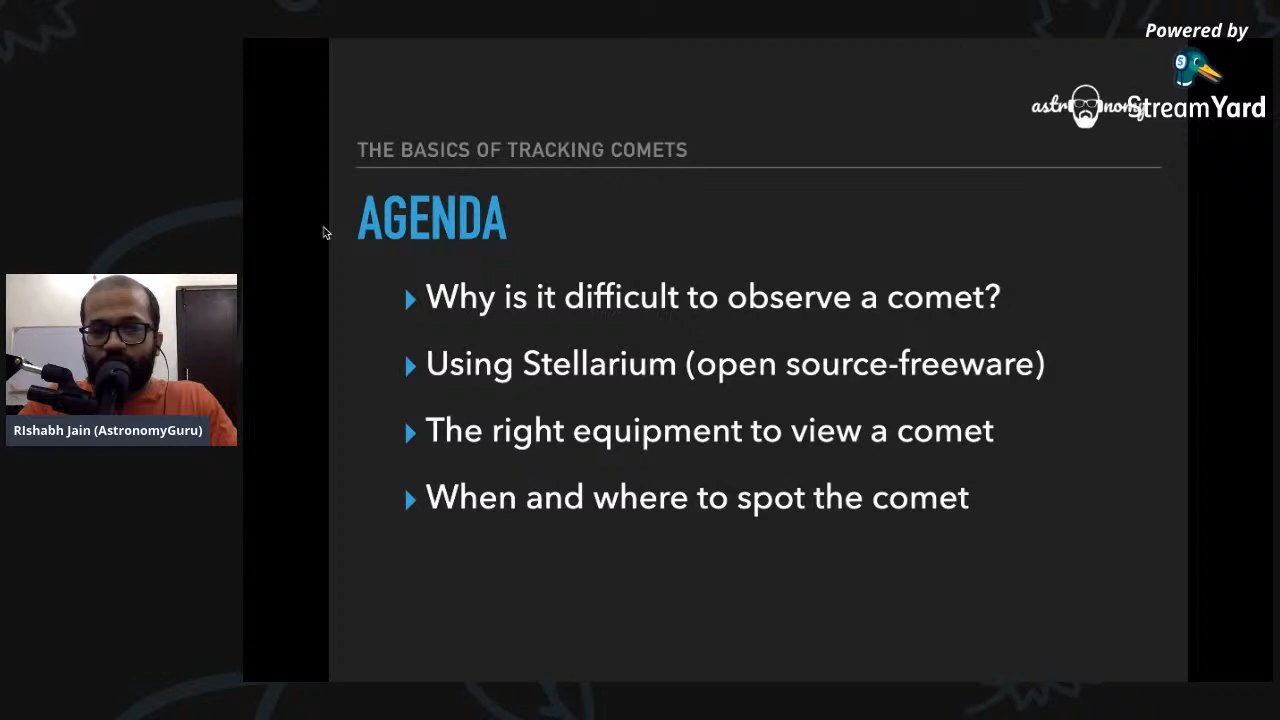 Powered by
S
StreamYard
astronomy
THE BASICS OF TRACKING COMETS
AGENDA
Why is it difficult to observe a comet?
Using Stellarium (open source-freeware)
The right equipment to view a comet
When and where to spot the comet
RIshabh Jain (AstronomyGuru)